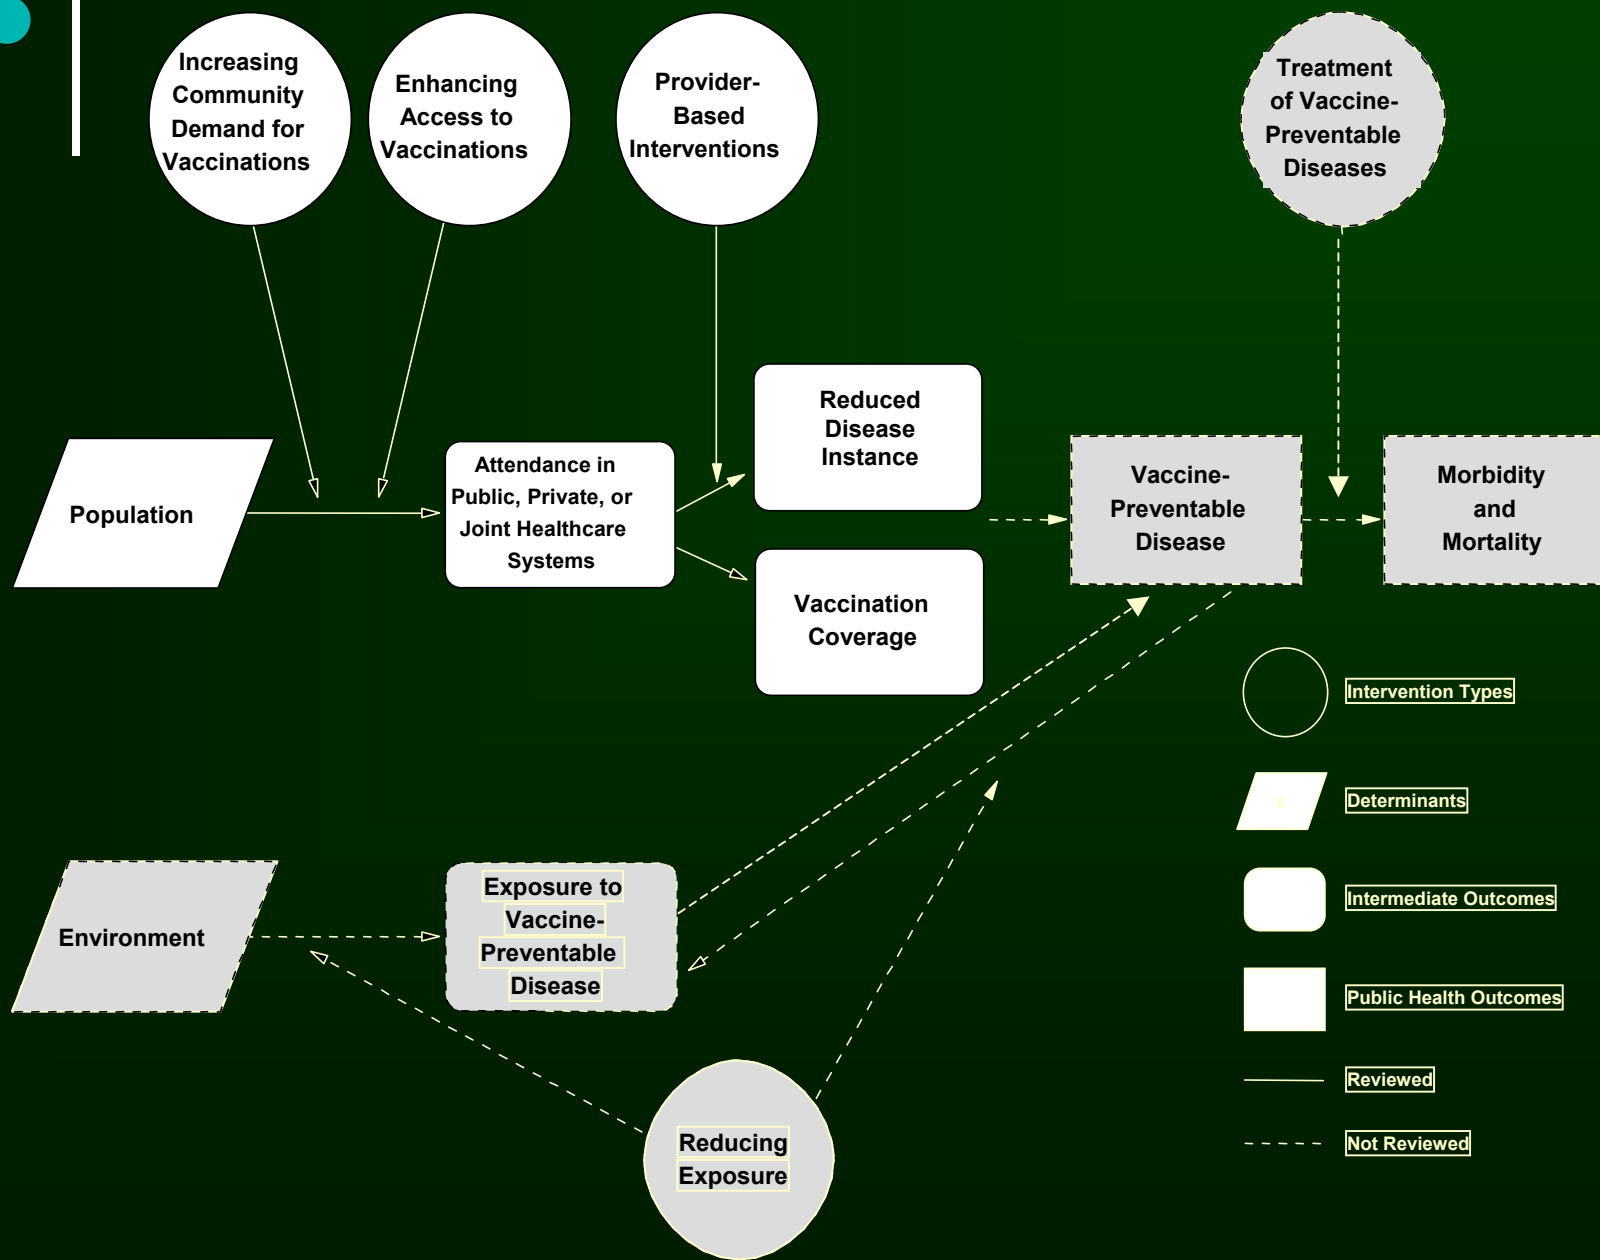 Increasing
Community
Demand for
Vaccinations
Enhancing
Access to
Vaccinations
Provider-
Based
Interventions
Treatment
of Vaccine-
Preventable
Diseases
Population
Attendance in
Public, Private, or
Joint Healthcare
Systems
Reduced
Disease
Instance
Vaccination
Coverage
Vaccine-
Preventable
Disease
Morbidity
and
Mortality
Environment
Exposure to
Vaccine-
Preventable
Disease
Reducing
Exposure
Intervention Types
Determinants
Intermediate Outcomes
Public Health Outcomes
Reviewed
Not Reviewed